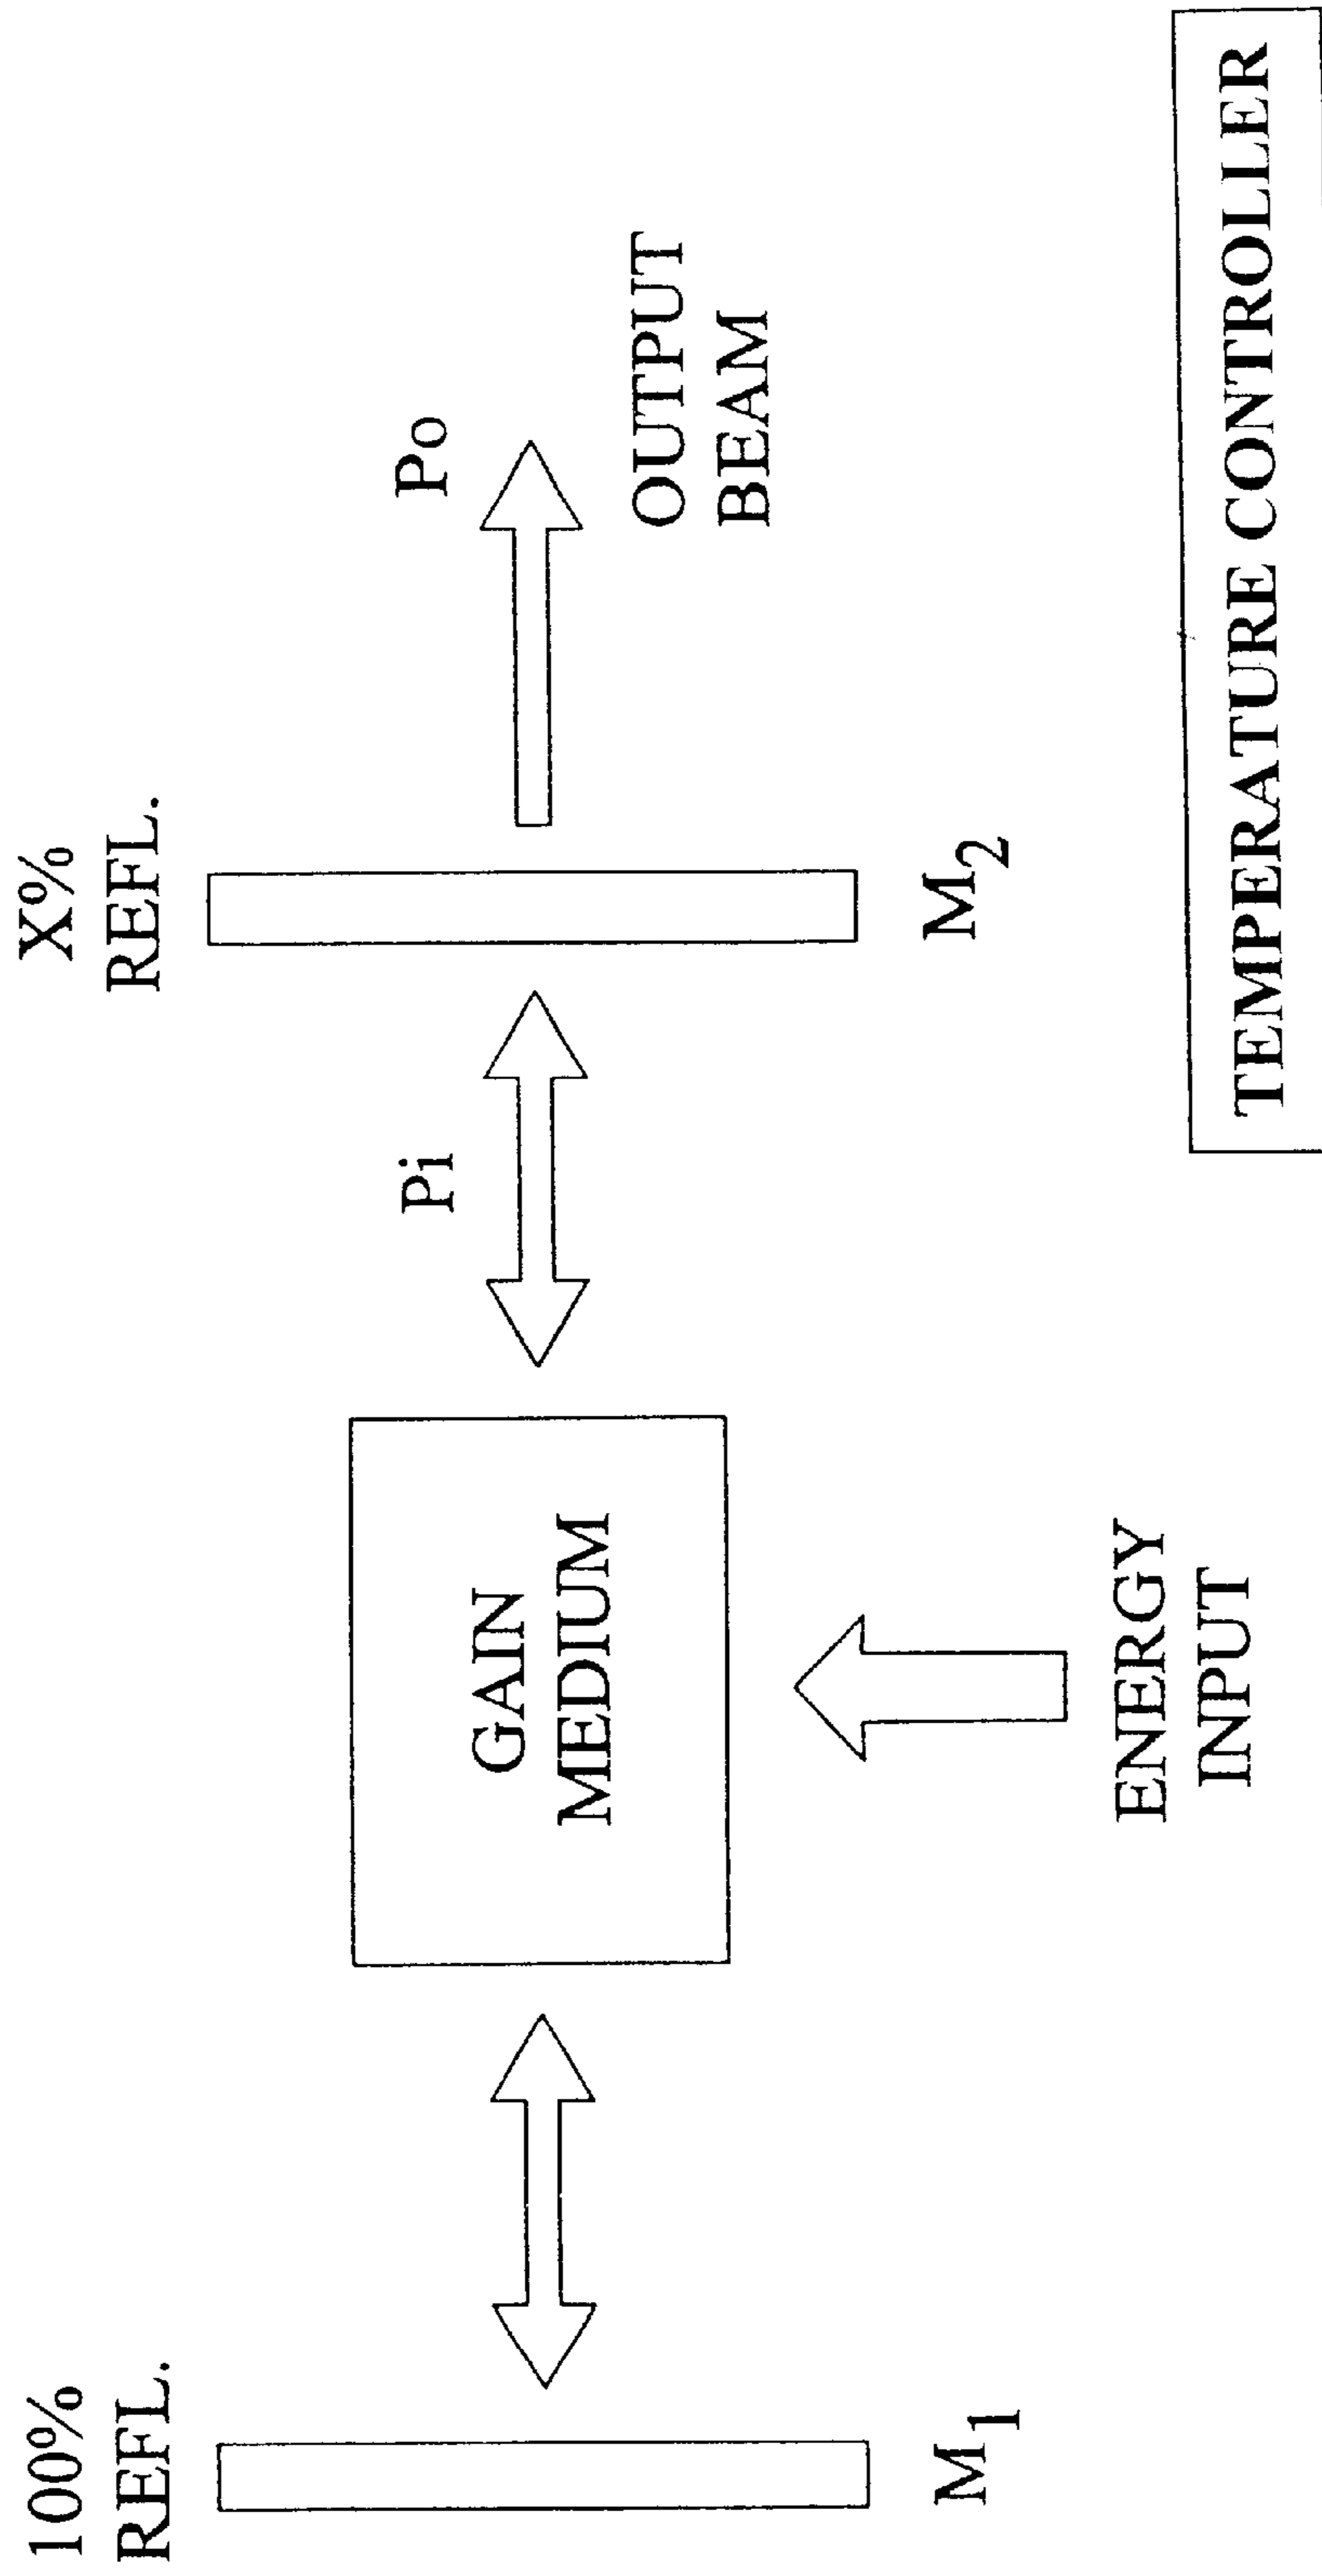 100%
REFL.
X%
REFL.
Pi
Po
GAIN
MEDIUM
OUTPUT
BEAM
M1
M2
ENERGY
INPUT
TEMPERATURE CONTROLLER